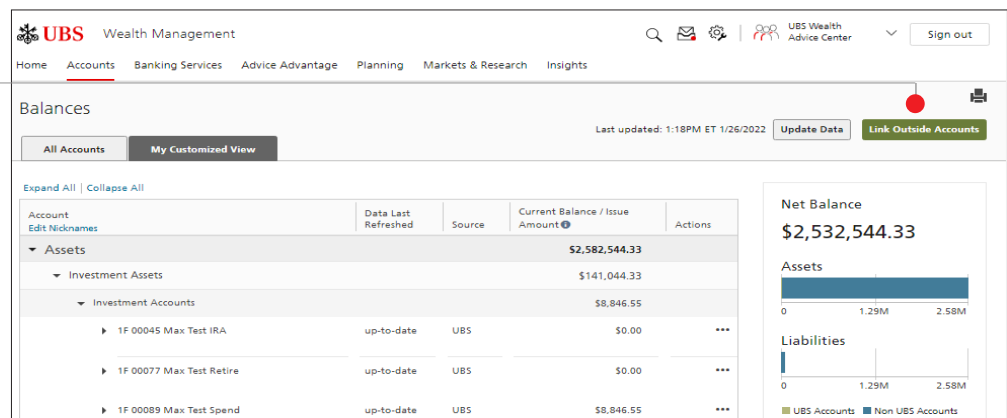 UBS Wealth Management
UBS Wealth
Advice Center
Sign out
Home Accounts Banking Services Advice Advantage Planning Markets & Research Insights
Balances
Last updated: 1:18PM ET 1/26/2022 Update Data Link Outside Accounts
All Accounts My Customized View
Expand All | Collapse All
Account
Edit Nicknames
Data Last
Refreshed
Source
Current Balance / Issue
Amount
Actions
Assets $2,582,544.33
Investment Assets $141,044.33
Investment Accounts $8,846.55
1F 00045 Max Test IRA up-to-date UBS $0.00 •••
1F 00077 Max Test Retire up-to-date UBS $0.00 •••
1F 00089 Max Test Spend up-to-date UBS $8,846.55 •••
Net Balance
$2,532,544.33
Assets
0 1.29M 2.58M
Liabilities
0 1.29M 2.58M
UBS Accounts Non UBS Accounts